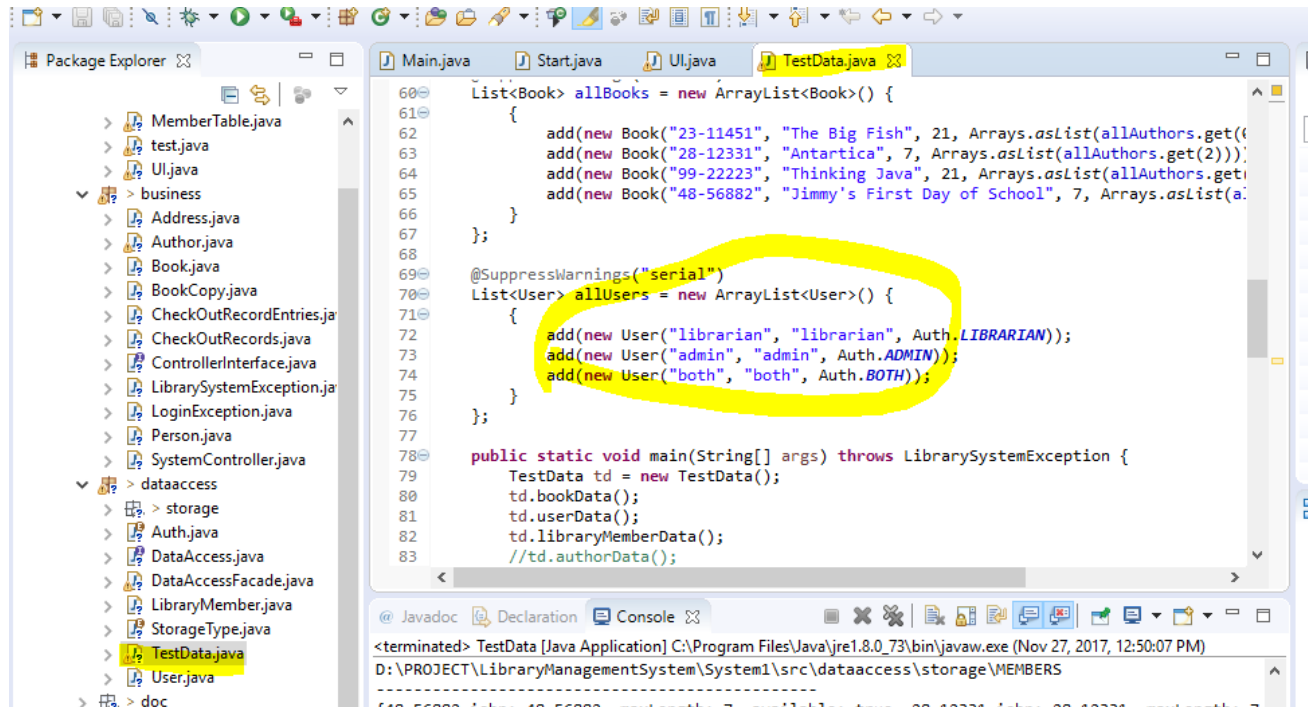 Package Explorer
MemberTable.java
test.java
UI.java
> business
Address.java
Author.java
Book.java
BookCopy.java
CheckOutRecordEntries.ja
CheckOutRecords.java
ControllerInterface.java
LibrarySystemException.ja
LoginException.java
Person.java
SystemController.java
> dataaccess
> storage
Auth.java
DataAccess.java
DataAccessFacade.java
LibraryMember.java
StorageType.java
TestData.java
User.java
> doc
Main.java Start.java UI.java TestData.java
60 List<Book> allBooks = new ArrayList<Book>() {
61 {
62 add(new Book("23-11451", "The Big Fish", 21, Arrays.asList(allAuthors.get(
63 add(new Book("28-12331", "Antartica", 7, Arrays.asList(allAuthors.get(2))))
64 add(new Book("99-22223", "Thinking Java", 21, Arrays.asList(allAuthors.get
65 add(new Book("48-56882", "Jimmy's First Day of School", 7, Arrays.asList(a
66 }
67 };
68
69 @SuppressWarnings("serial")
70 List<User> allUsers = new ArrayList<User>() {
71 {
72 add(new User("librarian", "librarian", Auth.LIBRARIAN));
73 add(new User("admin", "admin", Auth.ADMIN));
74 add(new User("both", "both", Auth.BOTH));
75 }
76 };
77
78 public static void main(String[] args) throws LibrarySystemException {
79 TestData td = new TestData();
80 td.bookData();
81 td.userData();
82 td.libraryMemberData();
83 //td.authorData();
@ Javadoc Declaration Console
<terminated> TestData [Java Application] C:\Program Files\Java\jre1.8.0_73\bin\javaw.exe (Nov 27, 2017, 12:50:07 PM)
D:\PROJECT\LibraryManagementSystem\System1\src\dataaccess\storage\MEMBERS
-----------------------------------------------